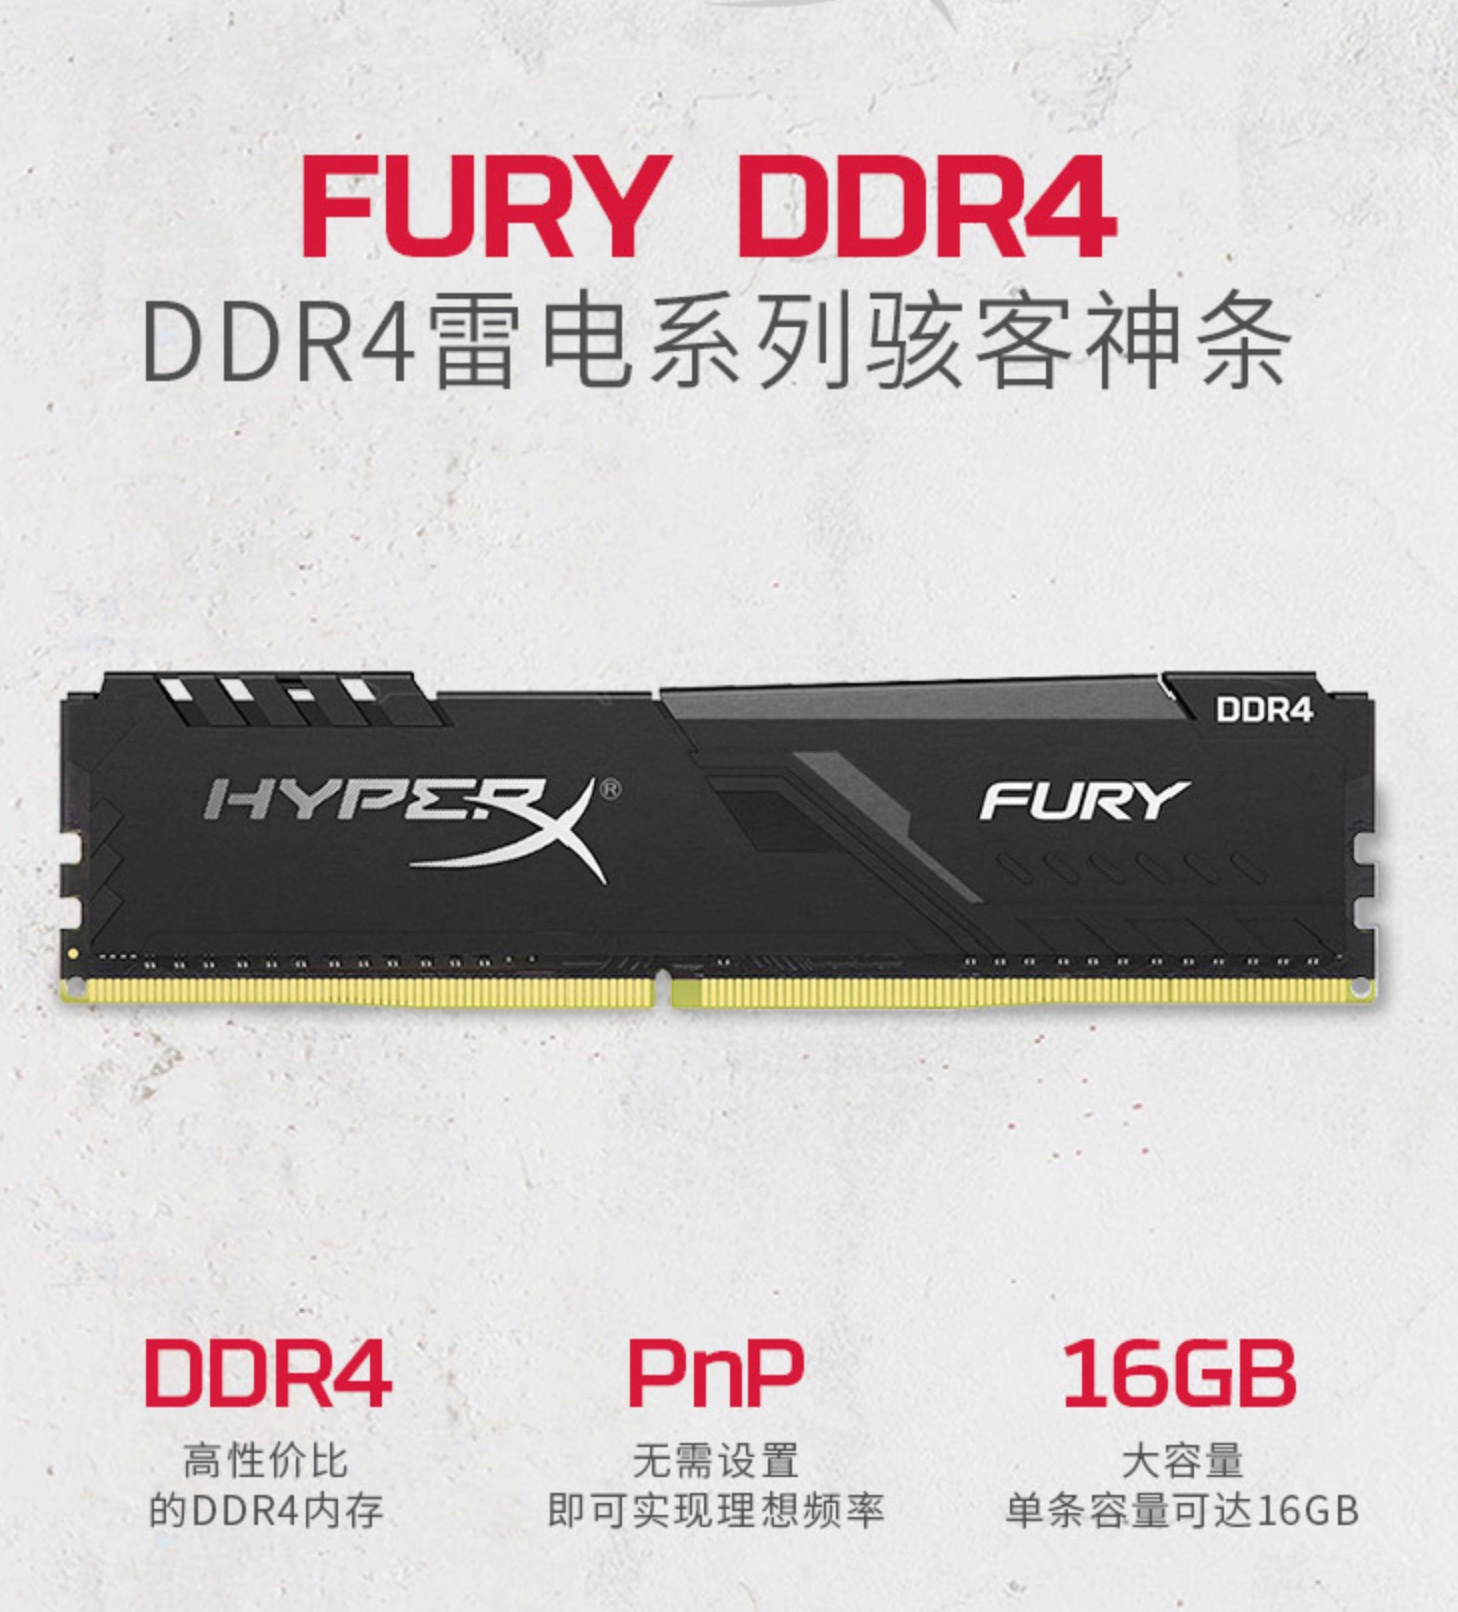 FURY DDR4
DDR4雷电系列骇客神条
DDR4
HYPERX®
FURY
DDR4
高性价比
的DDR4内存
PnP
无需设置
即可实现理想频率
16GB
大容量
单条容量可达16GB